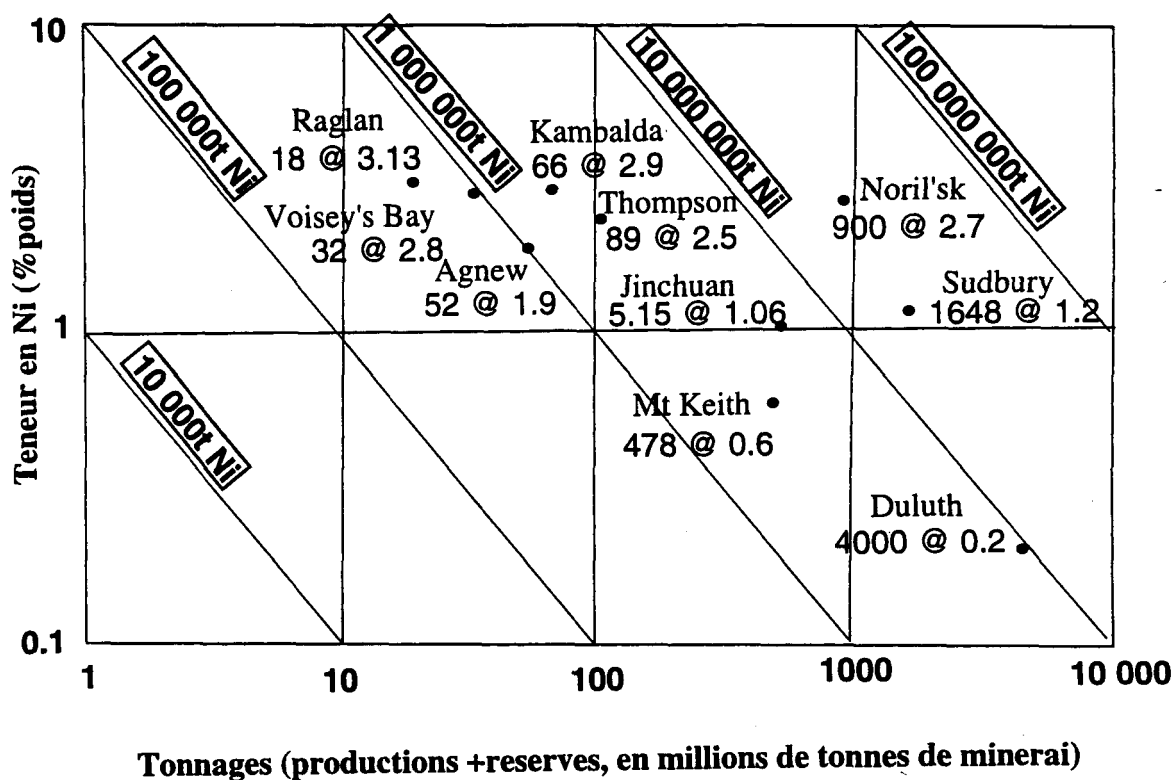 10
100 000t Ni
1 000 000t Ni
10 000 000t Ni
100 000 000t Ni
Raglan
18 @ 3.13
Kambalda
66 @ 2.9
Noril'sk
900 @ 2.7
Voisey's Bay
32 @ 2.8
Thompson
89 @ 2.5
Agnew
52 @ 1.9
Jinchuan
5.15 @ 1.06
Sudbury
1648 @ 1.2
Teneur en Ni (%poids)
1
10 000t Ni
Mt Keith
478 @ 0.6
Duluth
4000 @ 0.2
0.1
1
10
100
1000
10 000
Tonnages (productions +reserves, en millions de tonnes de minerai)